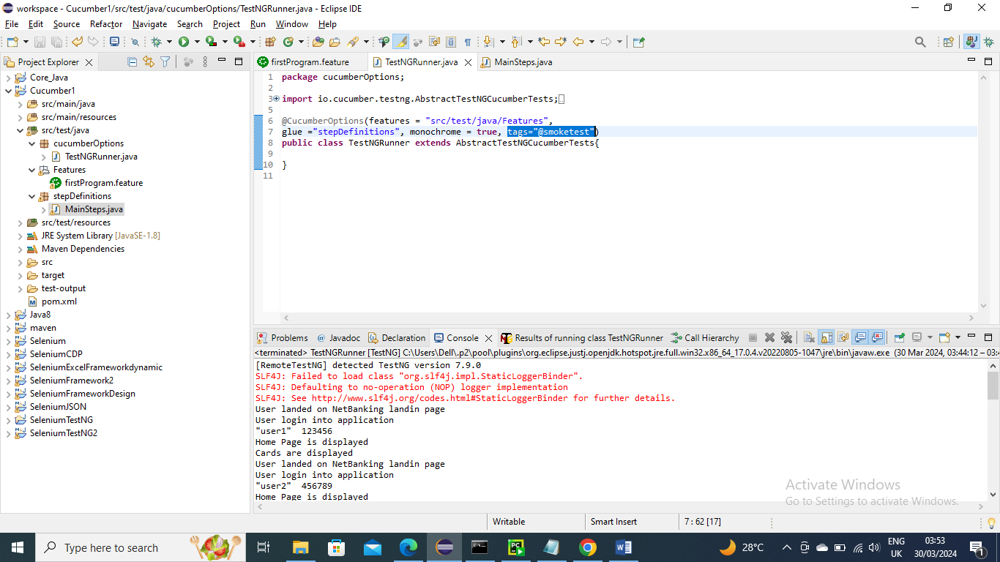 workspace - Cucumber1/src/test/java/cucumberOptions/TestNGRunner.java - Eclipse IDE
File Edit Source Refactor Navigate Search Project Run Window Help
Project Explorer
Core_Java
Cucumber1
src/main/java
src/main/resources
src/test/java
cucumberOptions
TestNGRunner.java
Features
firstProgram.feature
stepDefinitions
MainSteps.java
src/test/resources
JRE System Library [JavaSE-1.8]
Maven Dependencies
src
target
test-output
pom.xml
Java8
maven
Selenium
SeleniumCDP
SeleniumExcelFrameworkdynamic
SeleniumFramework2
SeleniumFrameworkDesign
SeleniumJSON
SeleniumTestNG
SeleniumTestNG2
firstProgram.feature TestNGRunner.java MainSteps.java
1 package cucumberOptions;
2
3 import io.cucumber.testng.AbstractTestNGCucumberTests;
5
6 @CucumberOptions(features = "src/test/java/Features",
7 glue ="stepDefinitions", monochrome = true, tags="@smoketest")
8 public class TestNGRunner extends AbstractTestNGCucumberTests{
9
10 }
11
Problems Javadoc Declaration Console Results of running class TestNGRunner Call Hierarchy
<terminated> TestNGRunner [TestNG] C:\Users\Dell\.p2\pool\plugins\org.eclipse.justj.openjdk.hotspot.jre.full.win32.x86_64_17.0.4.v20220805-1047\jre\bin\javaw.exe (30 Mar 2024, 03:44:12 – 03:4
[RemoteTestNG] detected TestNG version 7.9.0
SLF4J: Failed to load class "org.slf4j.impl.StaticLoggerBinder".
SLF4J: Defaulting to no-operation (NOP) logger implementation
SLF4J: See http://www.slf4j.org/codes.html#StaticLoggerBinder for further details.
User landed on NetBanking landin page
User login into application
"user1" 123456
Home Page is displayed
Cards are displayed
User landed on NetBanking landin page
User login into application
"user2" 456789
Home Page is displayed
Activate Windows
Go to Settings to activate Windows.
Writable Smart Insert 7 : 62 [17]
Type here to search
28°C
ENG
UK
03:53
30/03/2024
1